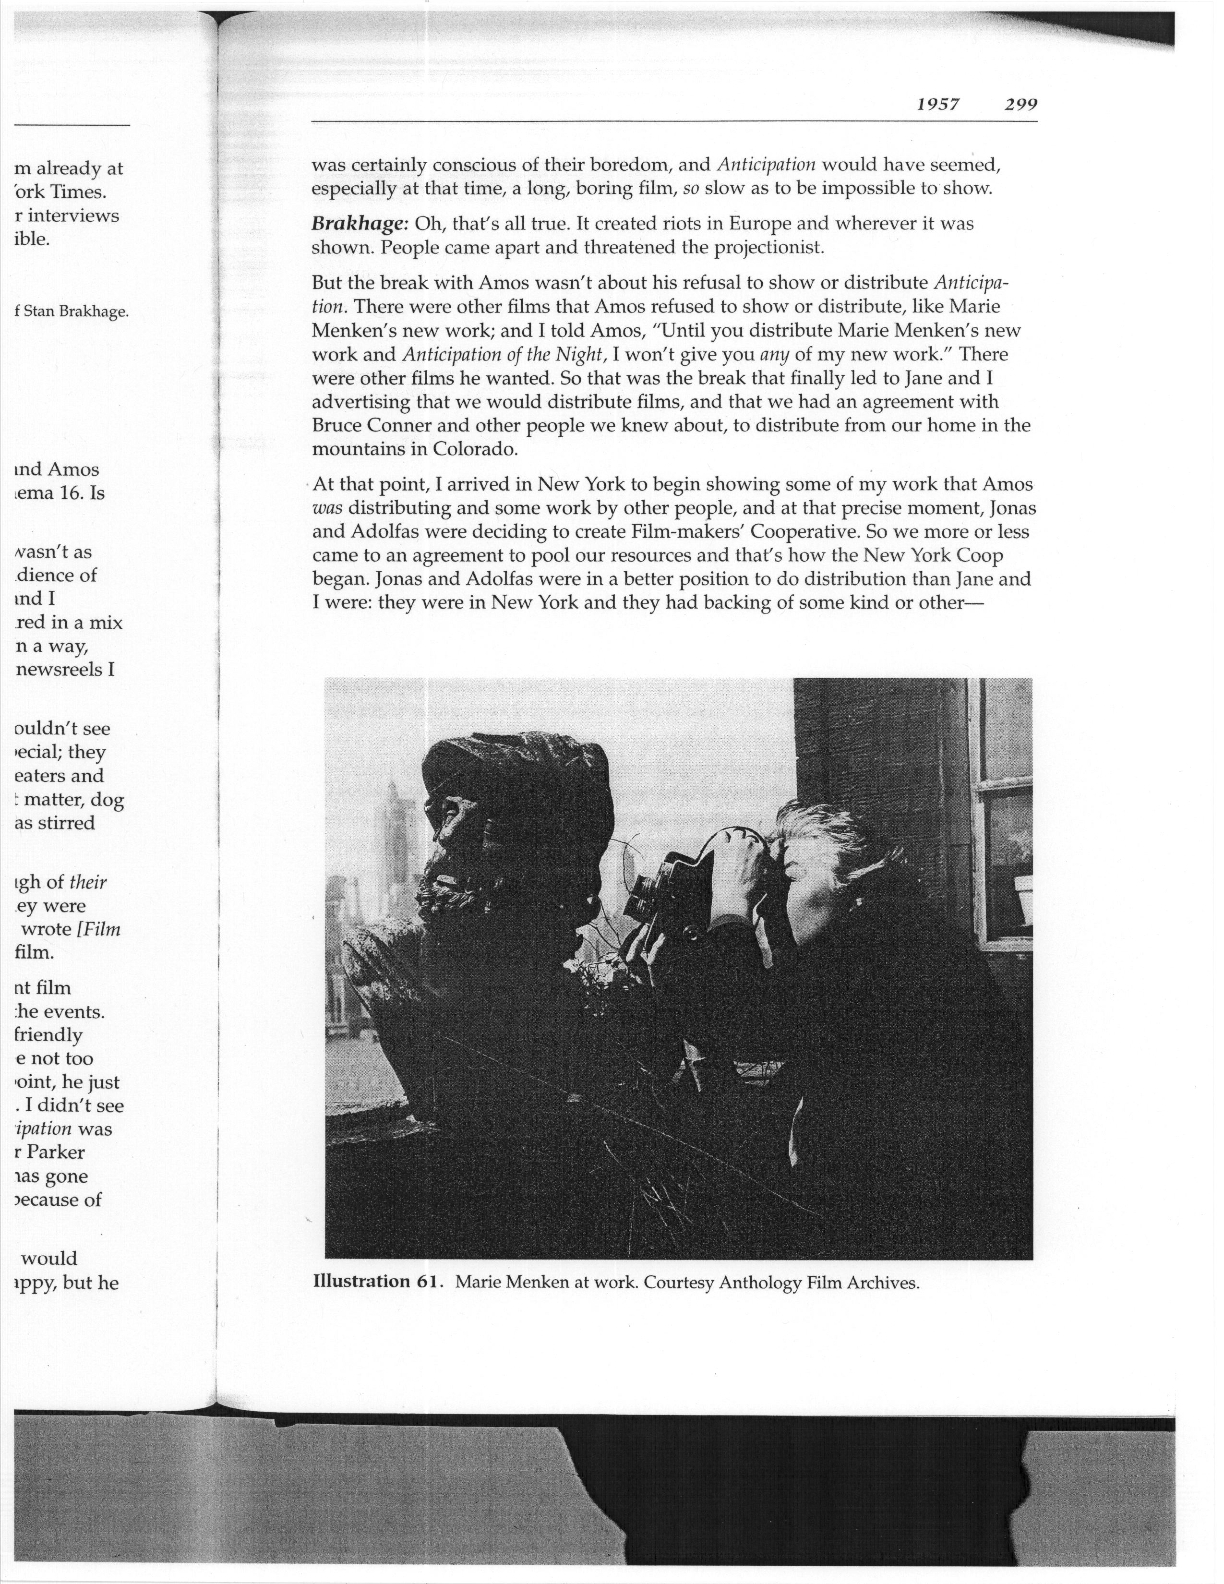 m already at
ork Times.
r interviews
ible.
f Stan Brakhage.
and Amos
ema 16. Is
wasn't as
dience of
and I
red in a mix
n a way,
newsreels I
ouldn't see
ecial; they
eaters and
matter, dog
as stirred
gh of their
ey were
wrote [Film
film.
nt film
the events.
friendly
e not too
oint, he just
. I didn't see
ipation was
r Parker
has gone
because of
would
appy, but he
1957 299
was certainly conscious of their boredom, and Anticipation would have seemed,
especially at that time, a long, boring film, so slow as to be impossible to show.
Brakhage: Oh, that's all true. It created riots in Europe and wherever it was
shown. People came apart and threatened the projectionist.
But the break with Amos wasn't about his refusal to show or distribute Anticipa-
tion. There were other films that Amos refused to show or distribute, like Marie
Menken's new work; and I told Amos, "Until you distribute Marie Menken's new
work and Anticipation of the Night, I won't give you any of my new work." There
were other films he wanted. So that was the break that finally led to Jane and I
advertising that we would distribute films, and that we had an agreement with
Bruce Conner and other people we knew about, to distribute from our home in the
mountains in Colorado.
At that point, I arrived in New York to begin showing some of my work that Amos
was distributing and some work by other people, and at that precise moment, Jonas
and Adolfas were deciding to create Film-makers' Cooperative. So we more or less
came to an agreement to pool our resources and that's how the New York Coop
began. Jonas and Adolfas were in a better position to do distribution than Jane and
I were: they were in New York and they had backing of some kind or other—
Illustration 61. Marie Menken at work. Courtesy Anthology Film Archives.